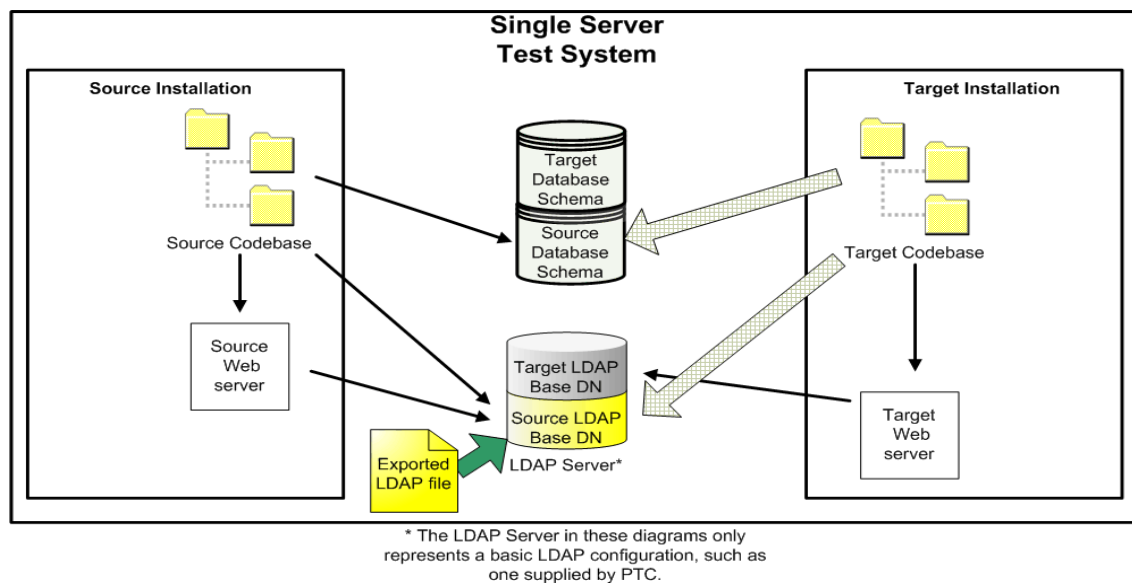 Single Server
Test System
Source Installation
Source Codebase
Source
Web
server
Exported
LDAP file
Target
Database
Schema
Source
Database
Schema
Target LDAP
Base DN
Source LDAP
Base DN
LDAP Server*
Target Installation
Target Codebase
Target
Web
server
* The LDAP Server in these diagrams only
represents a basic LDAP configuration, such as
one supplied by PTC.